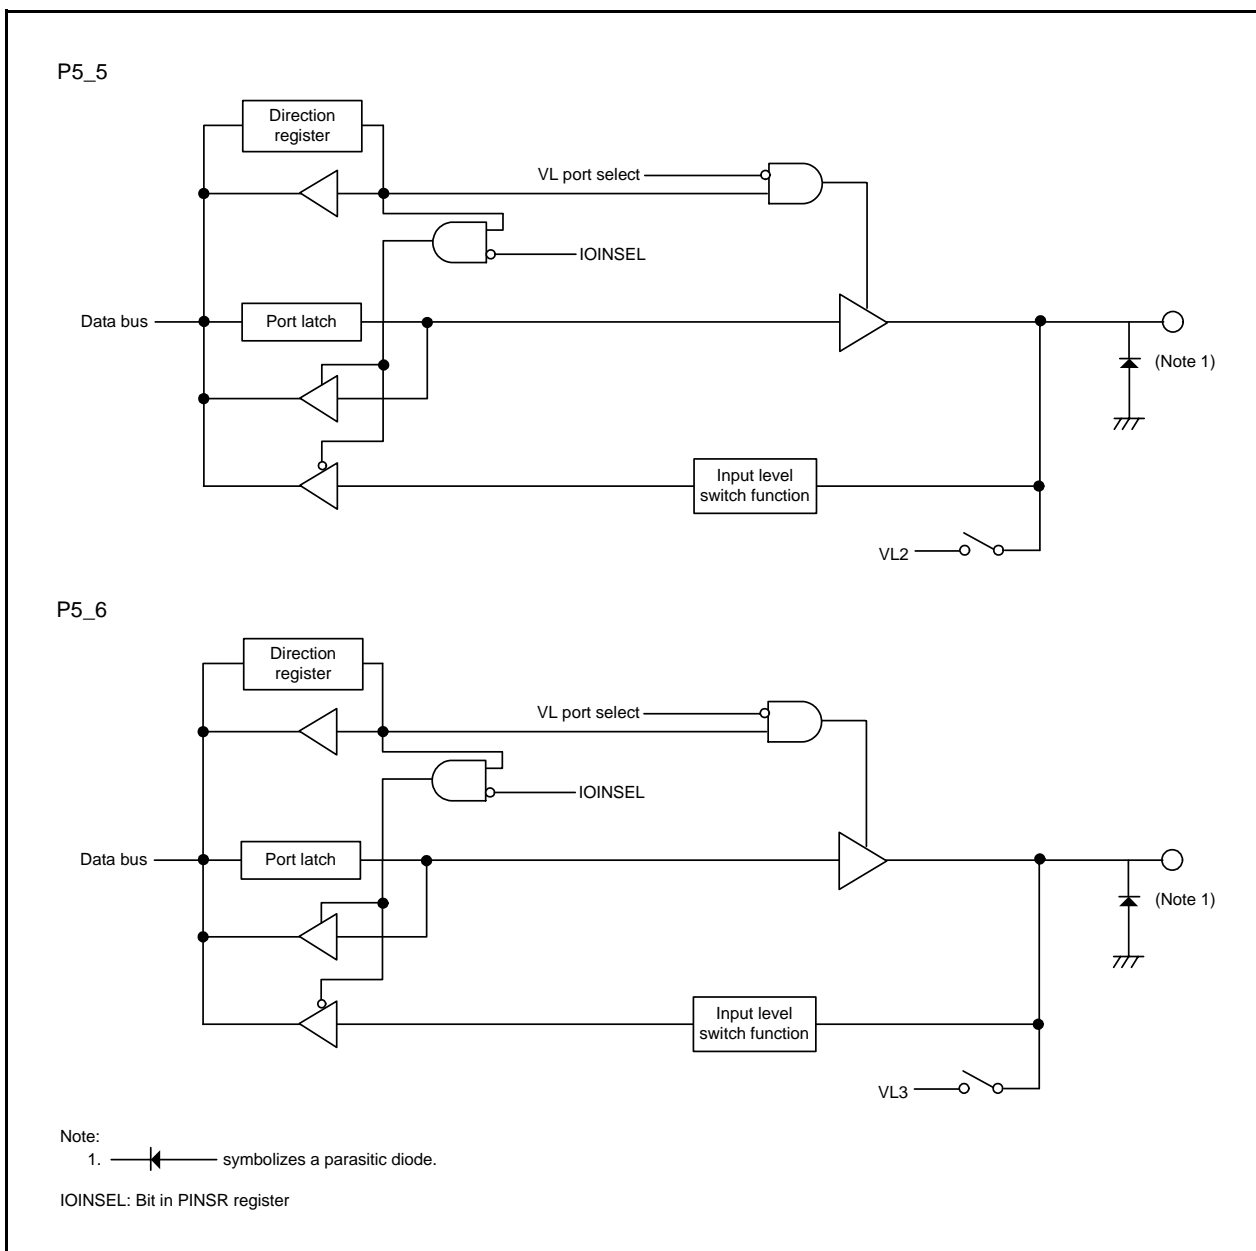 P5_5
Direction
register
VL port select
IOINSEL
Data bus
Port latch
(Note 1)
Input level
switch function
VL2
P5_6
Direction
register
VL port select
IOINSEL
Data bus
Port latch
(Note 1)
Input level
switch function
VL3
Note:
1. symbolizes a parasitic diode.
IOINSEL: Bit in PINSR register